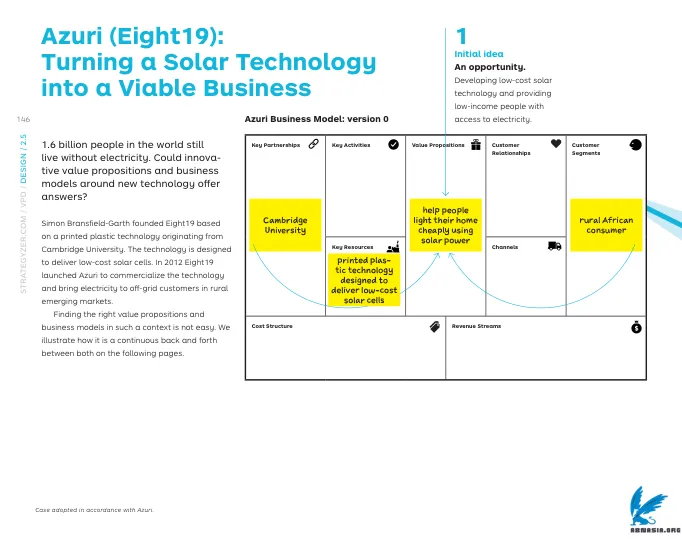 Azuri (Eight19):
Turning a Solar Technology
into a Viable Business
1
Initial idea
An opportunity.
Developing low-cost solar
technology and providing
low-income people with
access to electricity.
146
STRATEGYZER.COM / VPD / DESIGN / 2.5
1.6 billion people in the world still
live without electricity. Could innova-
tive value propositions and business
models around new technology offer
answers?
Simon Bransfield-Garth founded Eight19 based
on a printed plastic technology originating from
Cambridge University. The technology is designed
to deliver low-cost solar cells. In 2012 Eight19
launched Azuri to commercialize the technology
and bring electricity to off-grid customers in rural
emerging markets.
Finding the right value propositions and
business models in such a context is not easy. We
illustrate how it is a continuous back and forth
between both on the following pages.
Azuri Business Model: version 0
Key Partnerships
Cambridge
University
Key Activities
Key Resources
printed plas-
tic technology
designed to
deliver low-cost
solar cells
Value Propositions
help people
light their home
cheaply using
solar power
Customer
Relationships
Channels
Customer
Segments
rural African
consumer
Cost Structure
Revenue Streams
Case adapted in accordance with Azuri.
ARMASIA.ORG